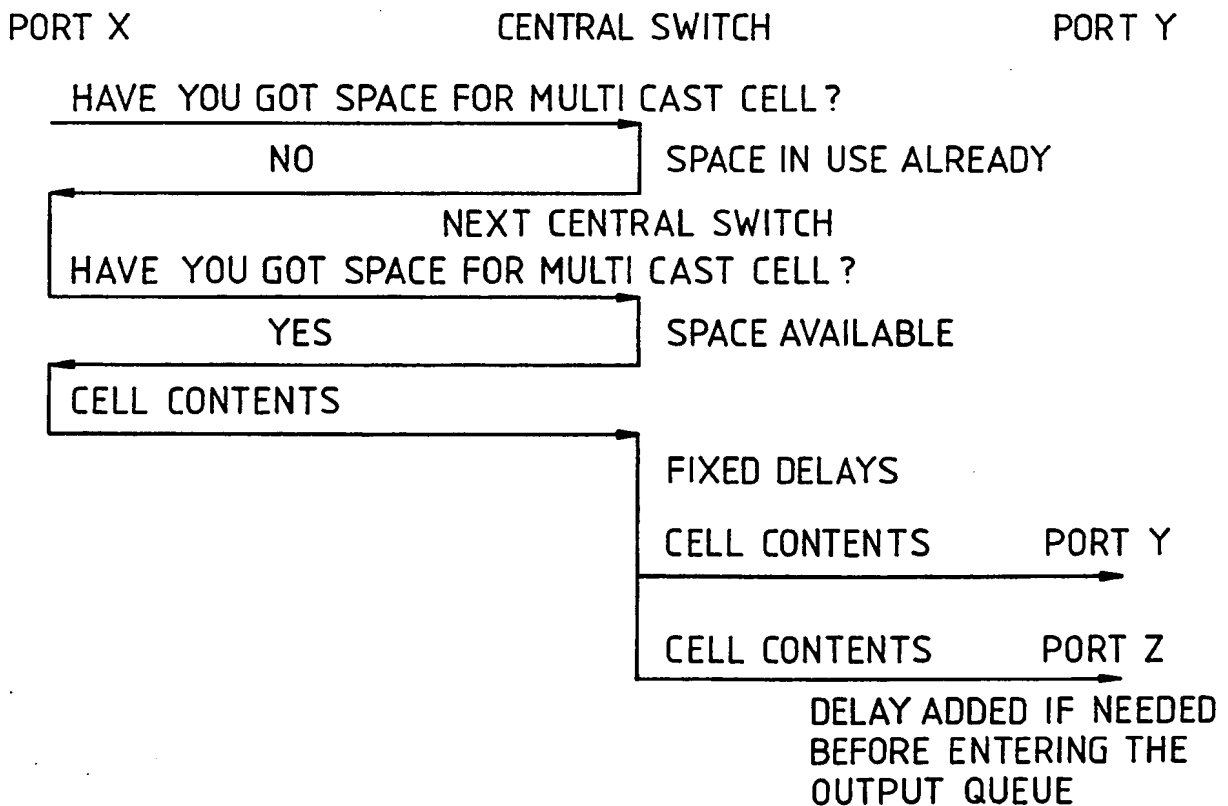 PORT X CENTRAL SWITCH PORT Y
HAVE YOU GOT SPACE FOR MULTI CAST CELL?
NO SPACE IN USE ALREADY
NEXT CENTRAL SWITCH
HAVE YOU GOT SPACE FOR MULTI CAST CELL?
YES SPACE AVAILABLE
CELL CONTENTS
FIXED DELAYS
CELL CONTENTS PORT Y
CELL CONTENTS PORT Z
DELAY ADDED IF NEEDED
BEFORE ENTERING THE
OUTPUT QUEUE